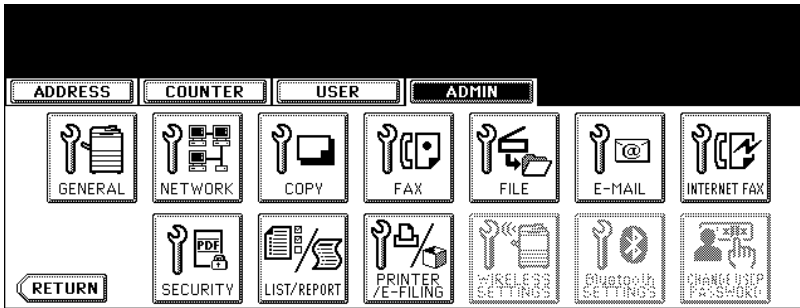 ADDRESS COUNTER USER ADMIN
GENERAL NETWORK COPY FAX FILE E-MAIL INTERNET FAX
@
PDF
SECURITY LIST/REPORT PRINTER WIRELESS Bluetooth CHANGE USER
/E-FILING SETTINGS SETTINGS PASSWORD
RETURN